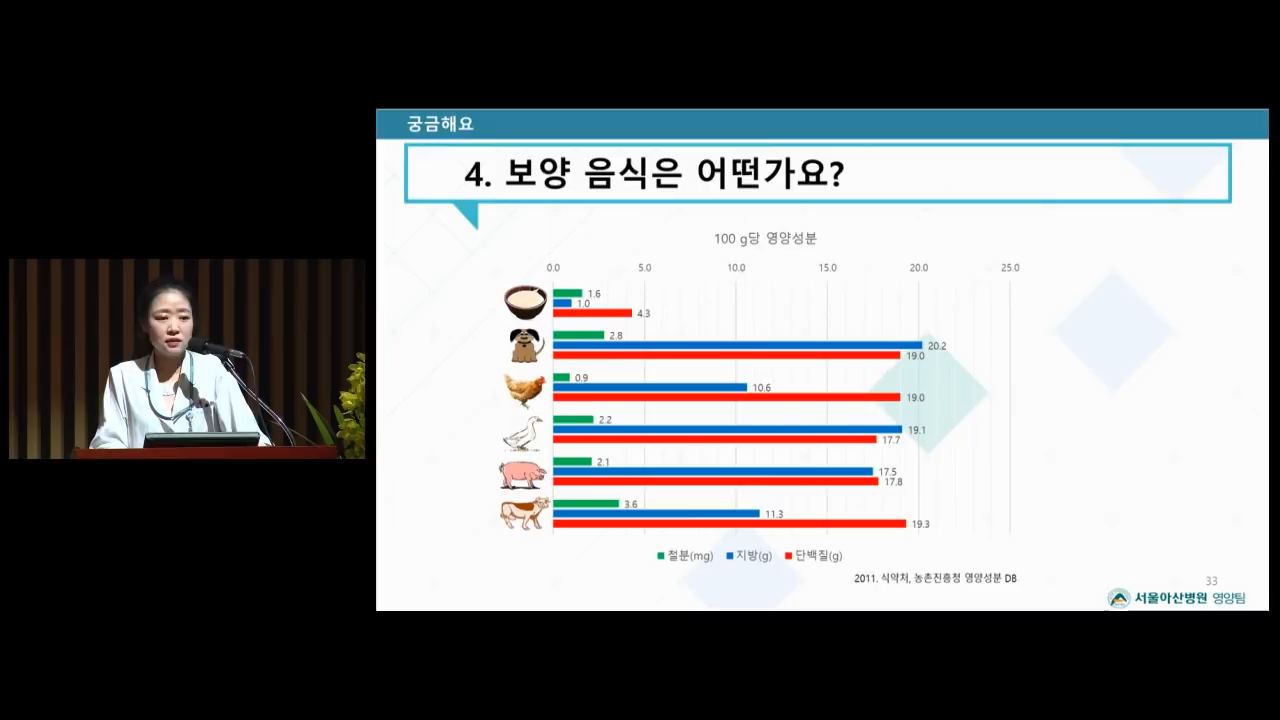 궁금해요
4. 보양 음식은 어떤가요?
100 g당 영양성분
0.0 5.0 10.0 15.0 20.0 25.0
1.6
1.0
4.3
2.8
20.2
19.0
0.9
10.6
19.0
2.2
19.1
17.7
2.1
17.5
17.8
3.6
11.3
19.3
철분(mg) 지방(g) 단백질(g)
2011. 식약처, 농촌진흥청 영양성분 DB
33
서울아산병원 영양팀